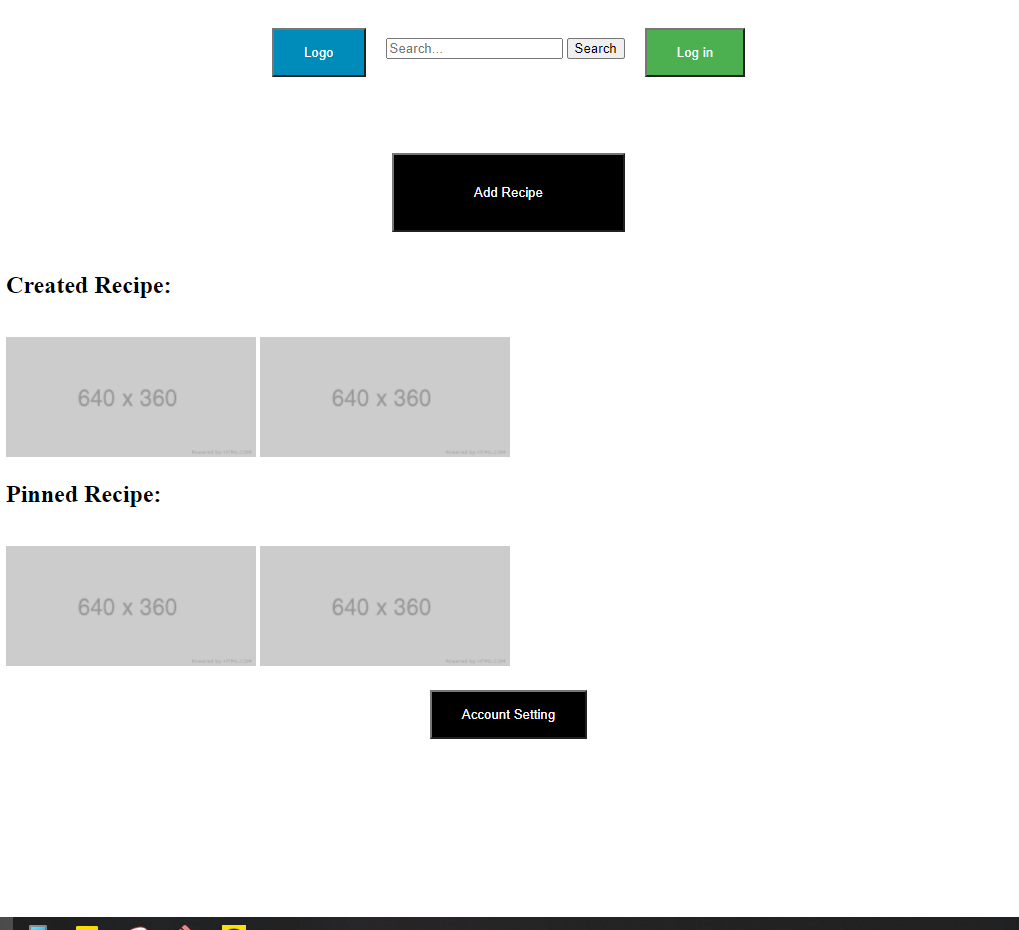 Logo
Search...
Search
Log in
Add Recipe
Created Recipe:
640 x 360
640 x 360
Pinned Recipe:
640 x 360
640 x 360
Account Setting